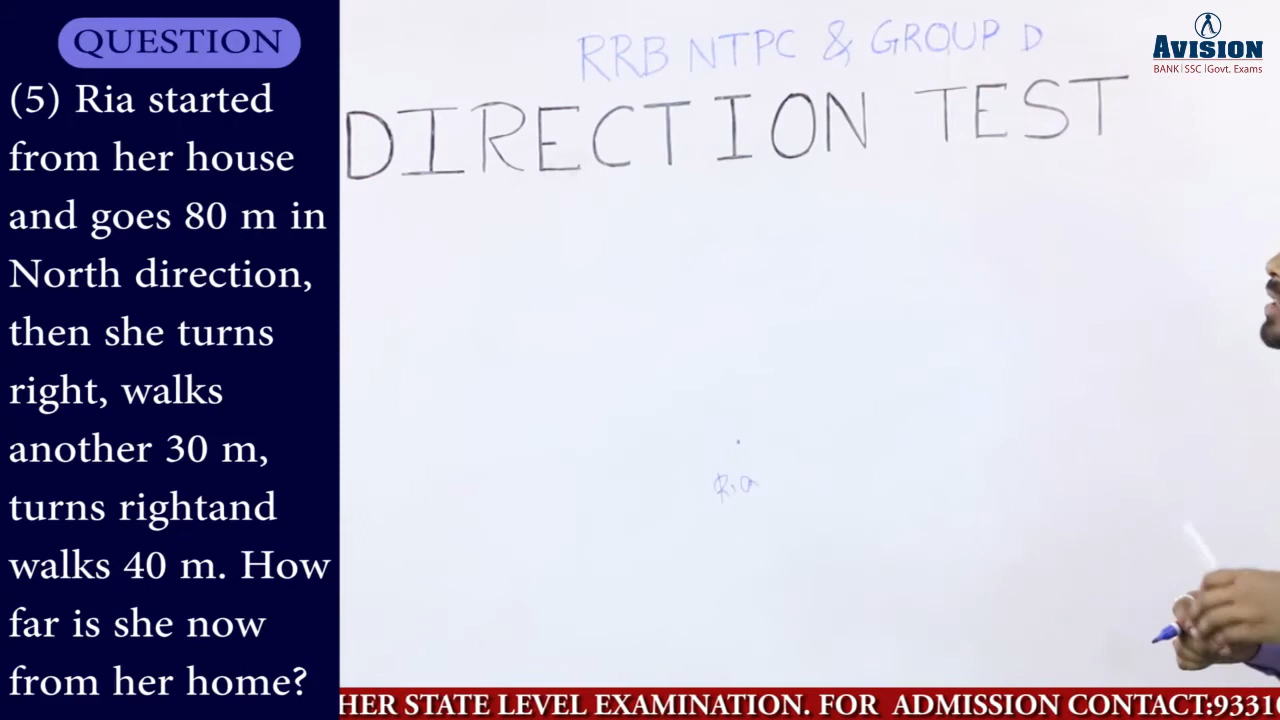 QUESTION
(5) Ria started
from her house
and goes 80 m in
North direction,
then she turns
right, walks
another 30 m,
turns rightand
walks 40 m. How
far is she now
from her home?
RRB NTPC & GROUP D
DIRECTION TEST
Ria
AVISION
BANK|SSC|Govt. Exams
HER STATE LEVEL EXAMINATION. FOR ADMISSION CONTACT:9331